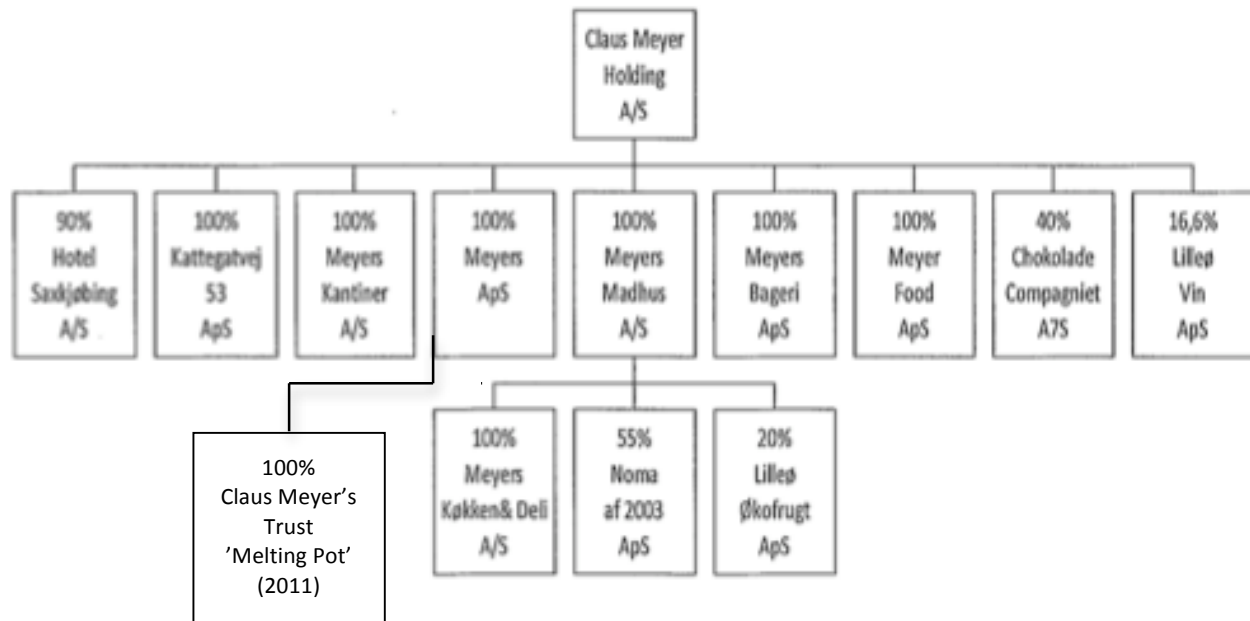 Claus Meyer
Holding
A/S
90%
Hotel
Saxkjøbing
A/S
100%
Kattegatvej
53
ApS
100%
Meyers
Kantiner
A/S
100%
Meyers
ApS
100%
Meyers
Madhus
A/S
100%
Meyers
Bageri
ApS
100%
Meyer
Food
ApS
40%
Chokolade
Compagniet
A7S
16,6%
Lilleø
Vin
ApS
100%
Claus Meyer’s
Trust
’Melting Pot’
(2011)
100%
Meyers
Køkken& Deli
A/S
55%
Noma
af 2003
ApS
20%
Lilleø
Økofrugt
ApS